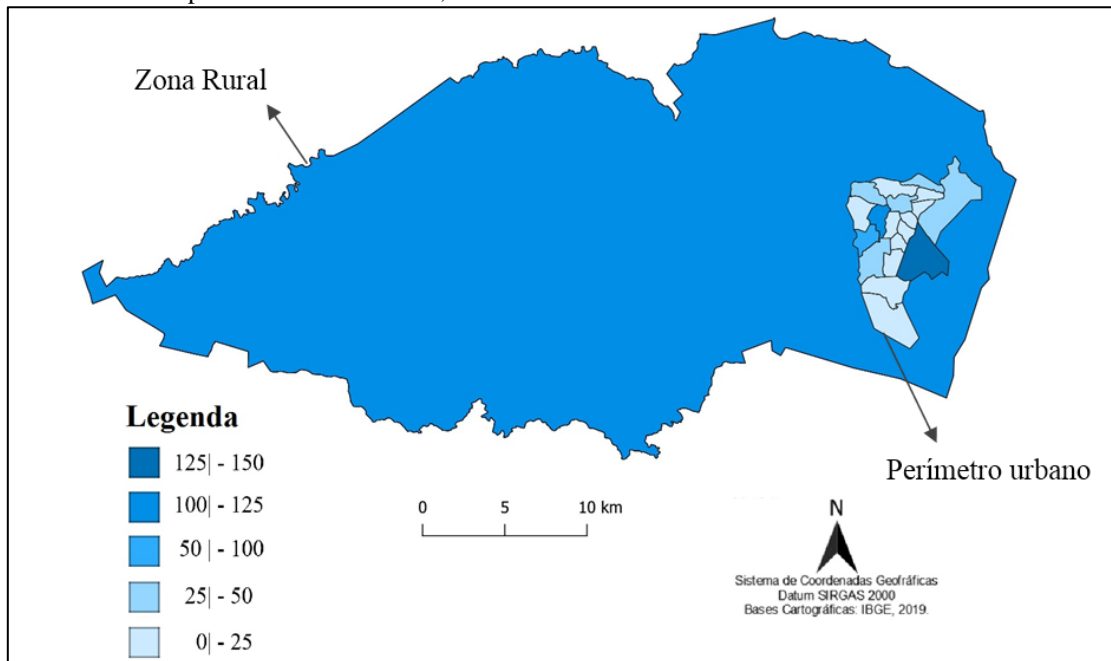 Zona Rural
Perímetro urbano
Legenda
125| - 150
100| - 125
50| - 100
25| - 50
0| - 25
0 5 10 km
N
Sistema de Coordenadas Geofráficas
Datum SIRGAS 2000
Bases Cartográficas: IBGE, 2019.